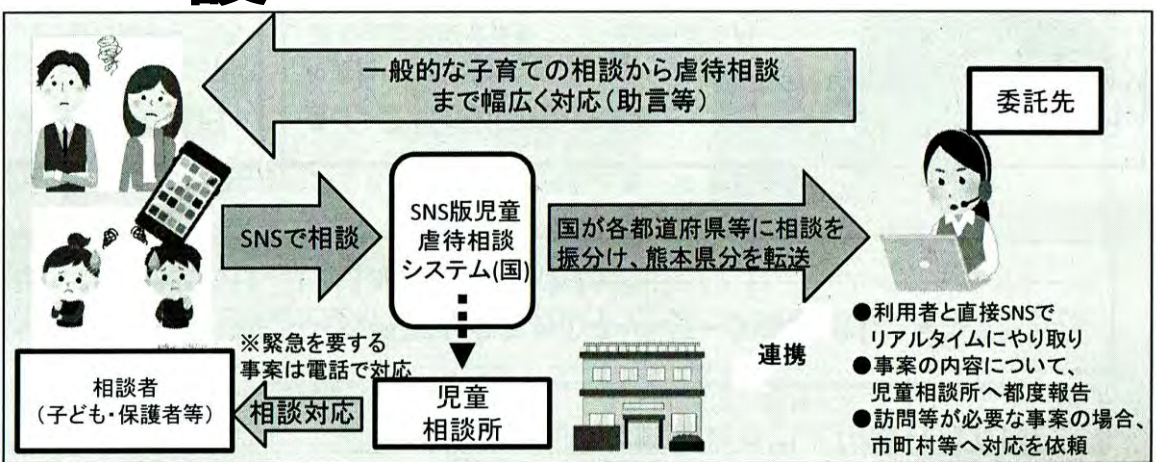 一般的な子育ての相談から虐待相談
まで幅広く対応(助言等)
委託先
SNSで相談
SNS版児童
虐待相談
システム(国)
国が各都道府県等に相談を
振分け、熊本県分を転送
●利用者と直接SNSで
リアルタイムにやり取り
●事案の内容について、
児童相談所へ都度報告
●訪問等が必要な事案の場合、
市町村等へ対応を依頼
連携
※緊急を要する
事案は電話で対応
相談者
(子ども・保護者等)
相談対応
児童
相談所